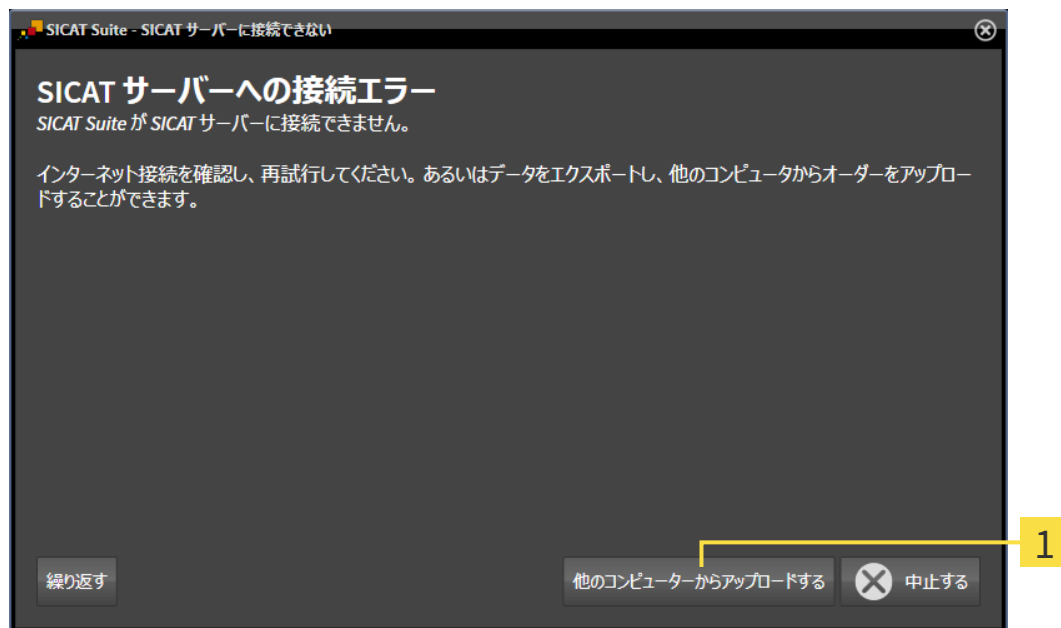 SICAT Suite - SICAT サーバーに接続できない
SICAT サーバーへの接続エラー
SICAT Suite が SICAT サーバーに接続できません。
インターネット接続を確認し、再試行してください。あるいはデータをエクスポートし、他のコンピュータからオーダーをアップロー
ドすることができます。
繰り返す
他のコンピューターからアップロードする
中止する
1